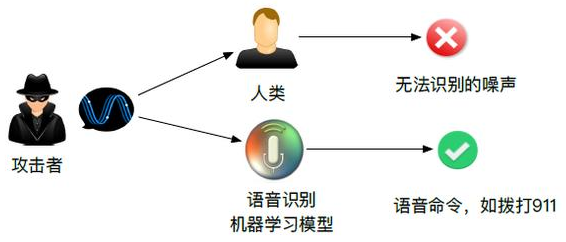 人类
无法识别的噪声
攻击者
语音识别
机器学习模型
语音命令，如拨打911